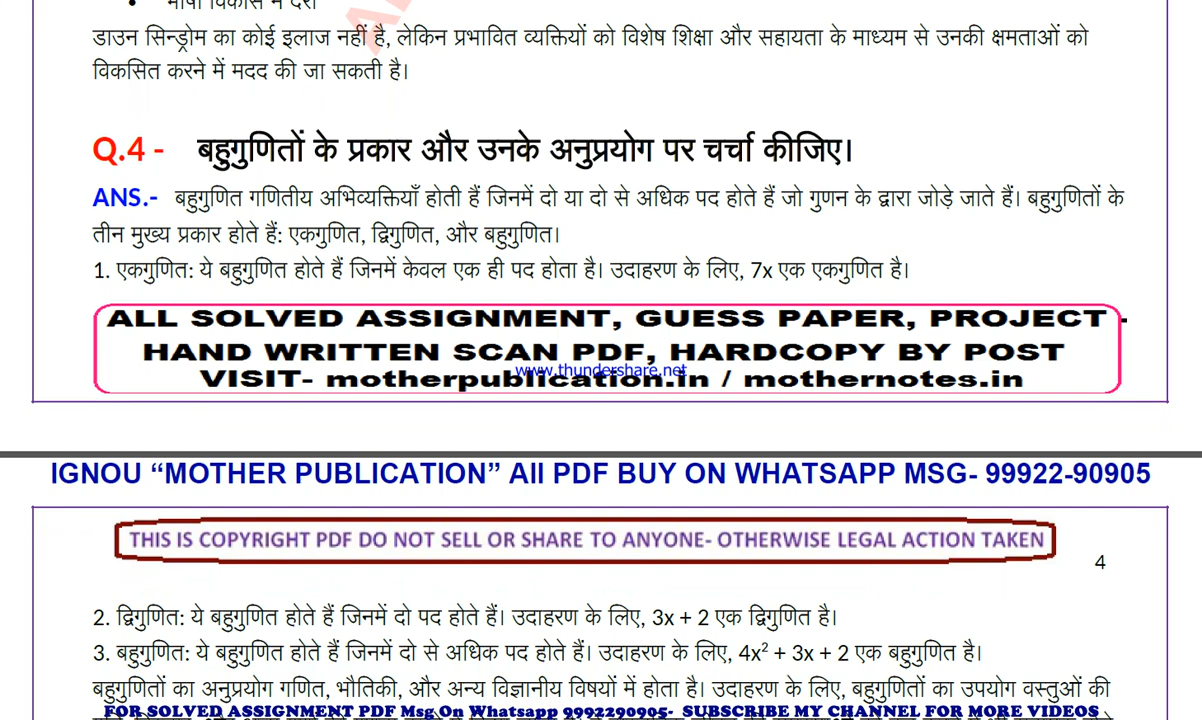 • भाषा विकास में देरी
डाउन सिन्ड्रोम का कोई इलाज नहीं है, लेकिन प्रभावित व्यक्तियों को विशेष शिक्षा और सहायता के माध्यम से उनकी क्षमताओं को
विकसित करने में मदद की जा सकती है।
Q.4 - बहुगुणितों के प्रकार और उनके अनुप्रयोग पर चर्चा कीजिए।
ANS.- बहुगुणित गणितीय अभिव्यक्तियाँ होती हैं जिनमें दो या दो से अधिक पद होते हैं जो गुणन के द्वारा जोड़े जाते हैं। बहुगुणितों के
तीन मुख्य प्रकार होते हैं: एकगुणित, द्विगुणित, और बहुगुणित।
1. एकगुणित: ये बहुगुणित होते हैं जिनमें केवल एक ही पद होता है। उदाहरण के लिए, 7x एक एकगुणित है।
ALL SOLVED ASSIGNMENT, GUESS PAPER, PROJECT -
HAND WRITTEN SCAN PDF, HARDCOPY BY POST
www.thundershare.net
VISIT- motherpublication.in / mothernotes.in
IGNOU “MOTHER PUBLICATION” All PDF BUY ON WHATSAPP MSG- 99922-90905
THIS IS COPYRIGHT PDF DO NOT SELL OR SHARE TO ANYONE- OTHERWISE LEGAL ACTION TAKEN
4
2. द्विगुणित: ये बहुगुणित होते हैं जिनमें दो पद होते हैं। उदाहरण के लिए, 3x + 2 एक द्विगुणित है।
3. बहुगुणित: ये बहुगुणित होते हैं जिनमें दो से अधिक पद होते हैं। उदाहरण के लिए, 4x² + 3x + 2 एक बहुगुणित है।
बहुगुणितों का अनुप्रयोग गणित, भौतिकी, और अन्य विज्ञानीय विषयों में होता है। उदाहरण के लिए, बहुगुणितों का उपयोग वस्तुओं की
FOR SOLVED ASSIGNMENT PDF Msg On Whatsapp 9992290905- SUBSCRIBE MY CHANNEL FOR MORE VIDEOS